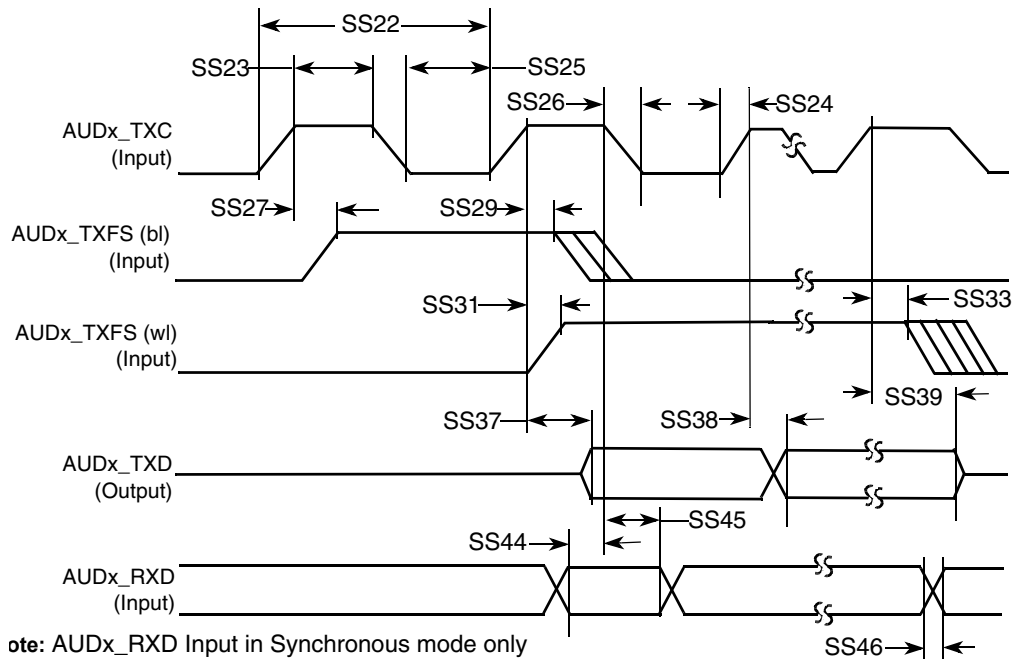 SS22
SS23
SS25
SS26
SS24
AUDx_TXC
(Input)
SS27
SS29
AUDx_TXFS (bl)
(Input)
SS31
SS33
AUDx_TXFS (wl)
(Input)
SS39
SS37
SS38
AUDx_TXD
(Output)
SS45
SS44
AUDx_RXD
(Input)
ote: AUDx_RXD Input in Synchronous mode only
SS46